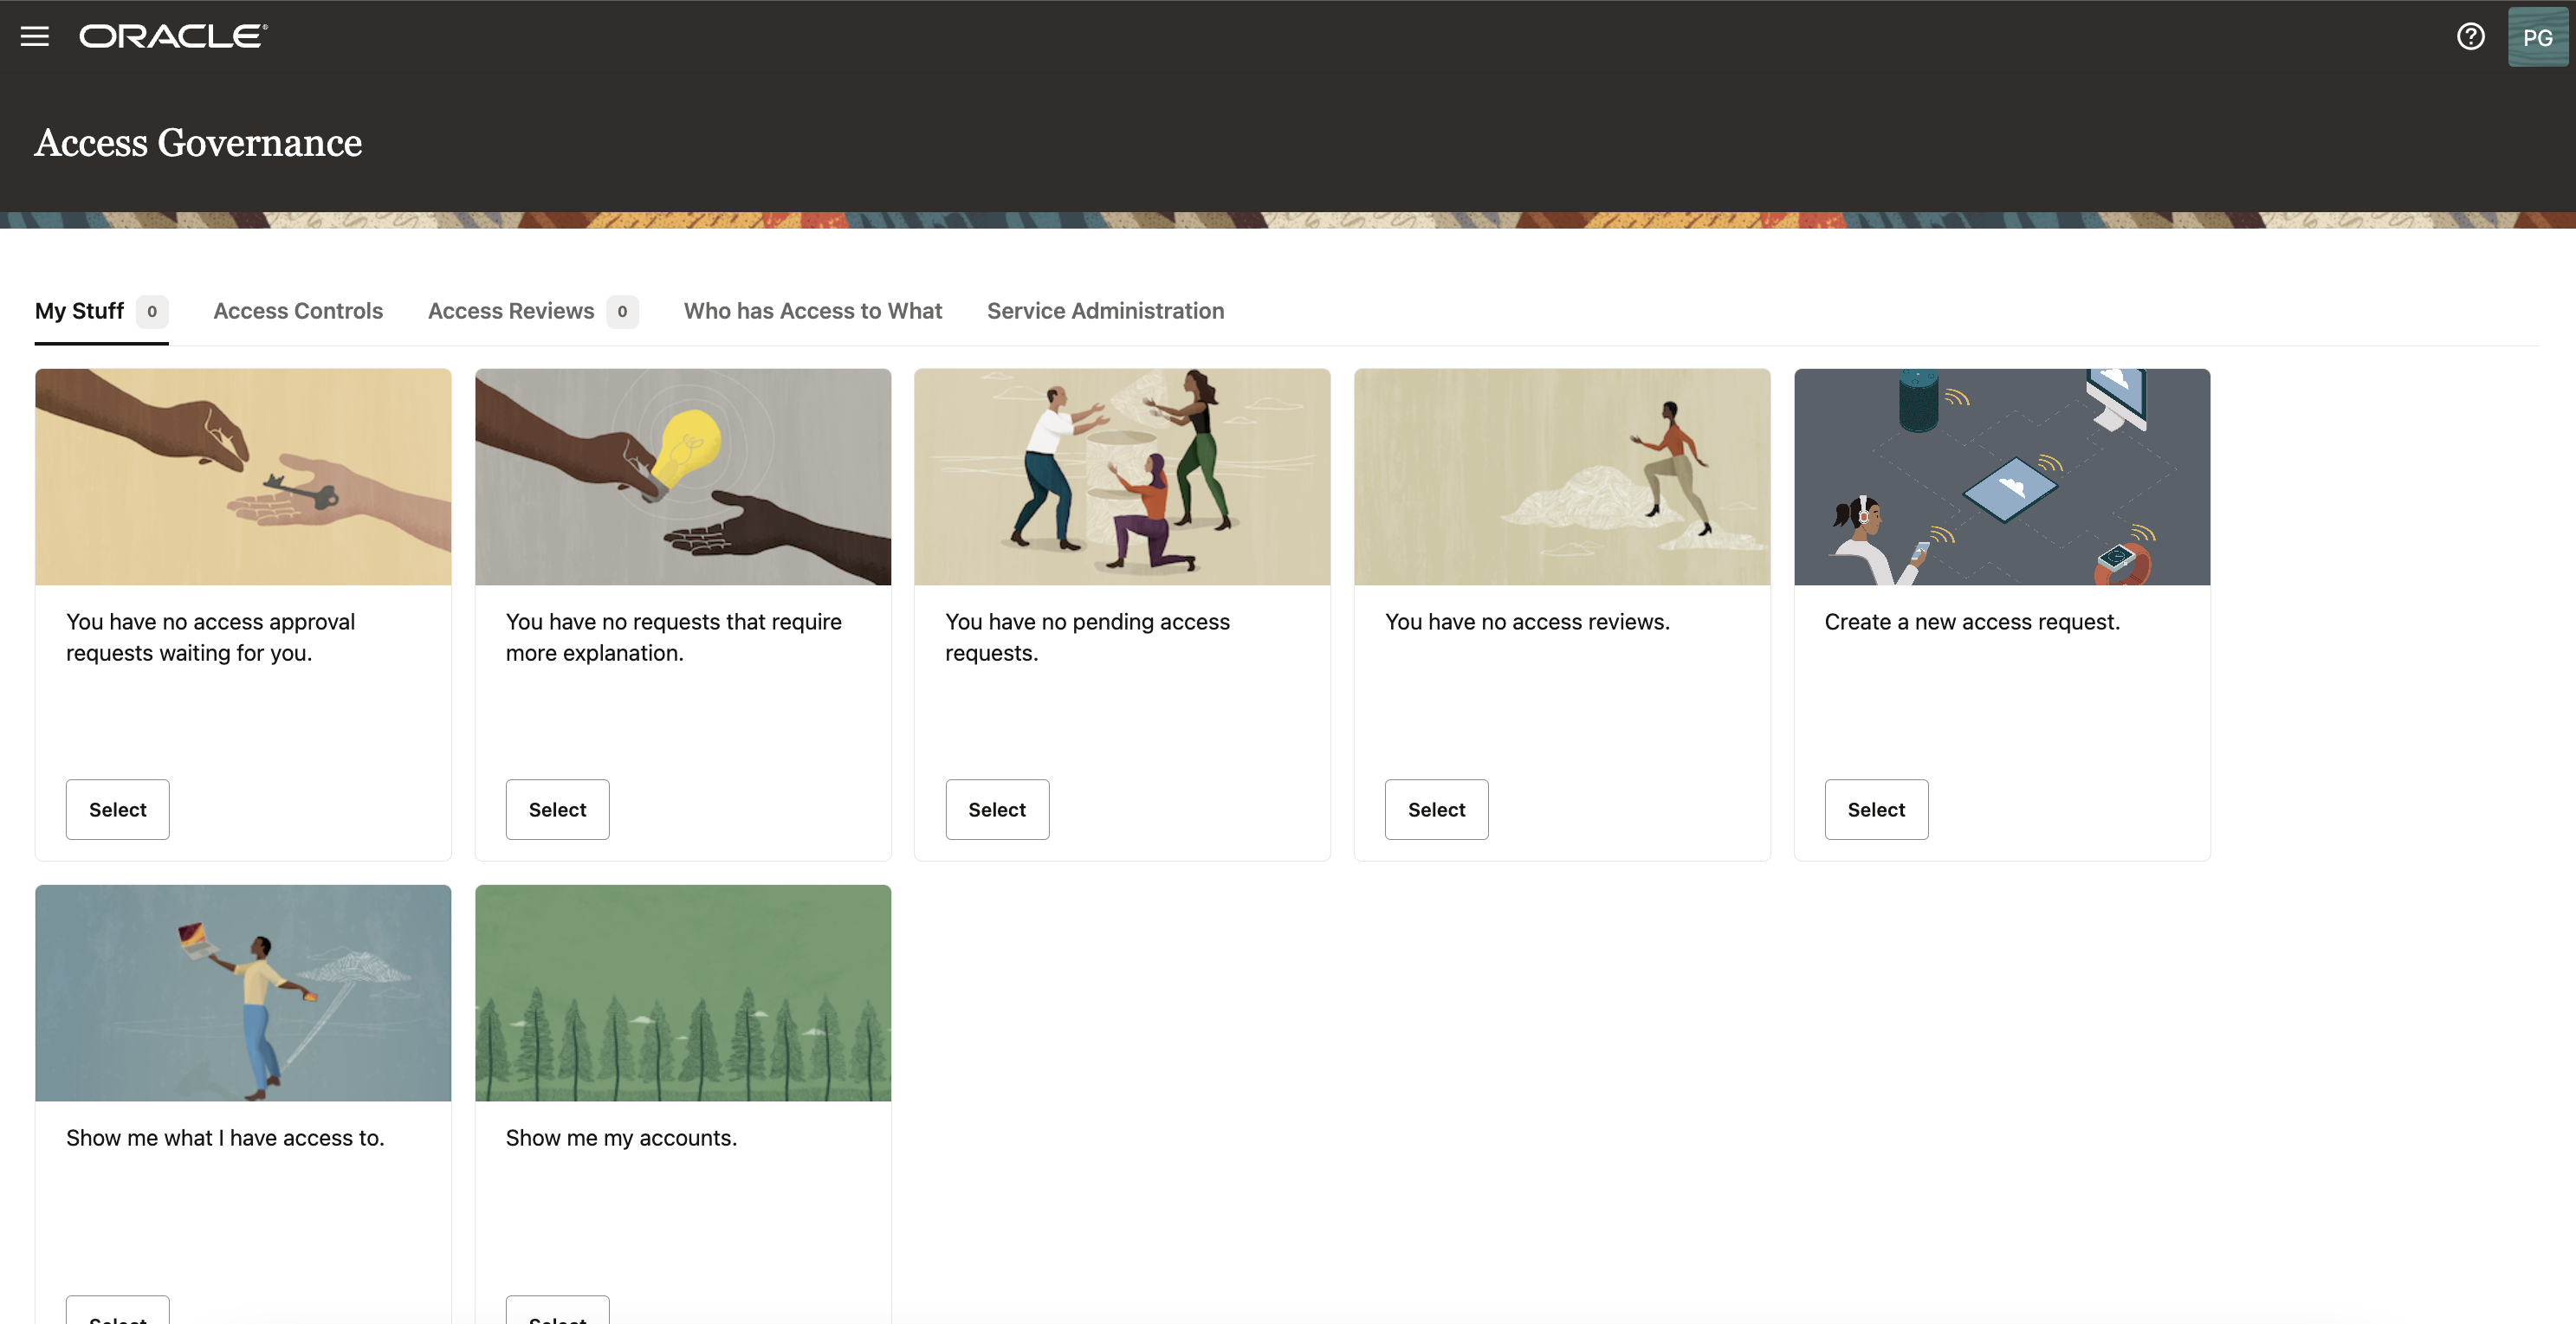 ORACLE
PG
Access Governance
My Stuff 0 Access Controls Access Reviews 0 Who has Access to What Service Administration
You have no access approval
requests waiting for you.
Select
You have no requests that require
more explanation.
Select
You have no pending access
requests.
Select
You have no access reviews.
Select
Create a new access request.
Select
Show me what I have access to.
Select
Show me my accounts.
Select